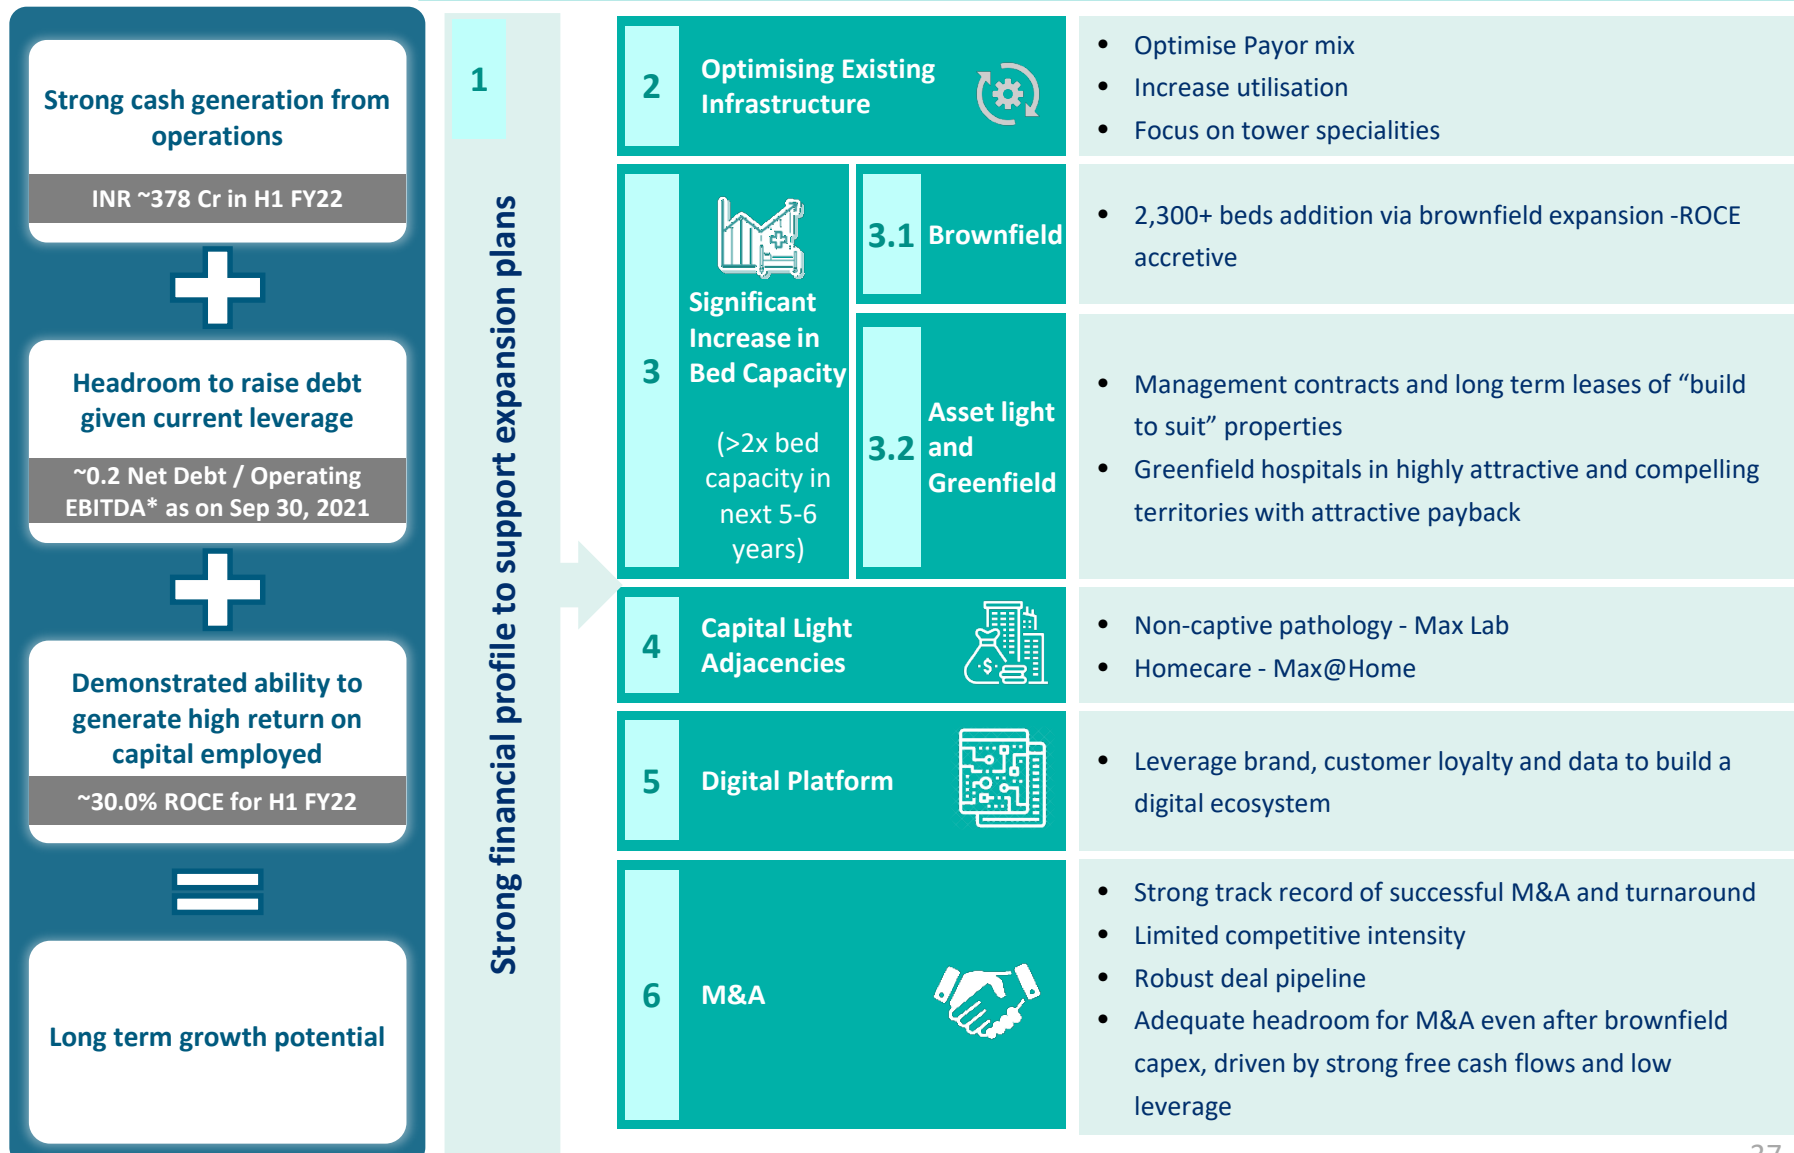 Strong cash generation from
operations
INR ~378 Cr in H1 FY22
Headroom to raise debt
given current leverage
~0.2 Net Debt / Operating
EBITDA* as on Sep 30, 2021
Demonstrated ability to
generate high return on
capital employed
~30.0% ROCE for H1 FY22
Long term growth potential
1
Strong financial profile to support expansion plans
2
Optimising Existing
Infrastructure
• Optimise Payor mix
• Increase utilisation
• Focus on tower specialities
3
Significant
Increase in
Bed Capacity
(>2x bed
capacity in
next 5-6
years)
3.1 Brownfield
• 2,300+ beds addition via brownfield expansion -ROCE
accretive
3.2
Asset light
and
Greenfield
• Management contracts and long term leases of “build
to suit” properties
• Greenfield hospitals in highly attractive and compelling
territories with attractive payback
4
Capital Light
Adjacencies
• Non-captive pathology - Max Lab
• Homecare - Max@Home
5
Digital Platform
• Leverage brand, customer loyalty and data to build a
digital ecosystem
6
M&A
• Strong track record of successful M&A and turnaround
• Limited competitive intensity
• Robust deal pipeline
• Adequate headroom for M&A even after brownfield
capex, driven by strong free cash flows and low
leverage